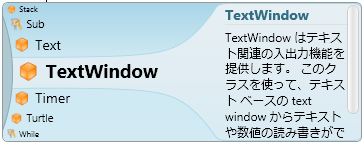 Stack
Sub
Text
TextWindow
Timer
Turtle
While
TextWindow
TextWindow はテキ
スト関連の入出力機能を
提供します。 このク
ラスを使って、テキス
ト ベースの text
window からテキスト
や数値の読み書きがで